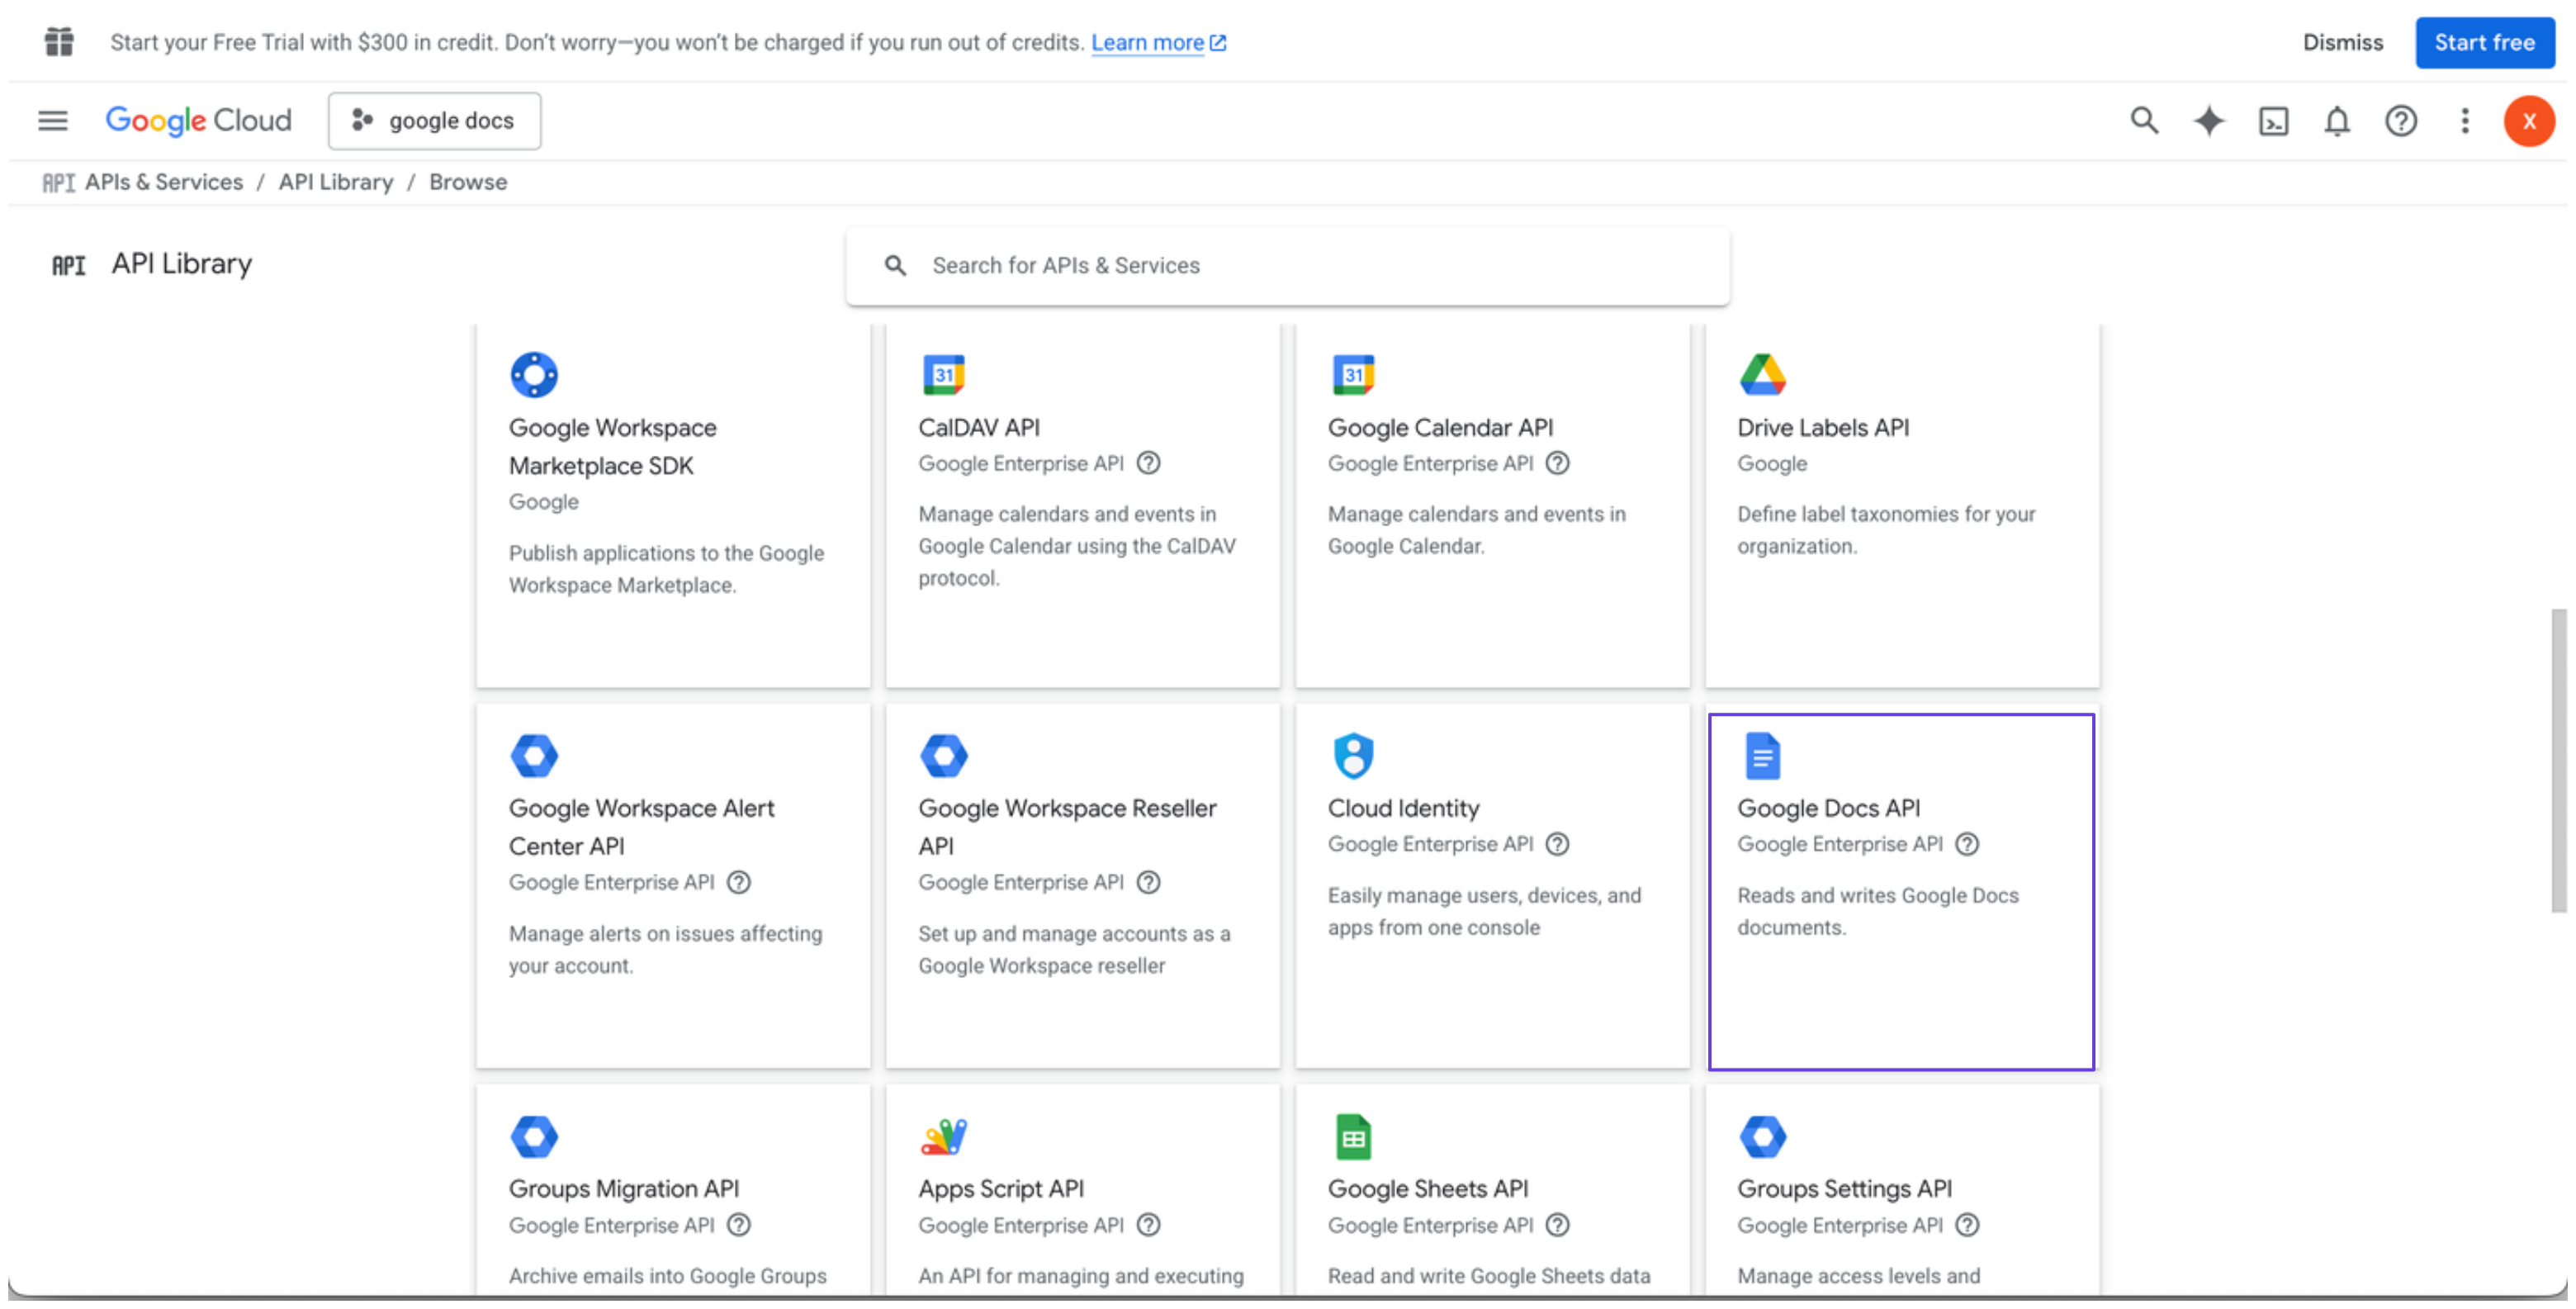 Start your Free Trial with $300 in credit. Don't worry—you won't be charged if you run out of credits. Learn more
Dismiss
Start free
Google Cloud
google docs
X
API APIs & Services / API Library / Browse
API API Library
Search for APIs & Services
Google Workspace
Marketplace SDK
Google
Publish applications to the Google
Workspace Marketplace.
31
CalDAV API
Google Enterprise API
Manage calendars and events in
Google Calendar using the CalDAV
protocol.
31
Google Calendar API
Google Enterprise API
Manage calendars and events in
Google Calendar.
Drive Labels API
Google
Define label taxonomies for your
organization.
Google Workspace Alert
Center API
Google Enterprise API
Manage alerts on issues affecting
your account.
Google Workspace Reseller
API
Google Enterprise API
Set up and manage accounts as a
Google Workspace reseller
Cloud Identity
Google Enterprise API
Easily manage users, devices, and
apps from one console
Google Docs API
Google Enterprise API
Reads and writes Google Docs
documents.
Groups Migration API
Google Enterprise API
Archive emails into Google Groups
Apps Script API
Google Enterprise API
An API for managing and executing
Google Sheets API
Google Enterprise API
Read and write Google Sheets data
Groups Settings API
Google Enterprise API
Manage access levels and